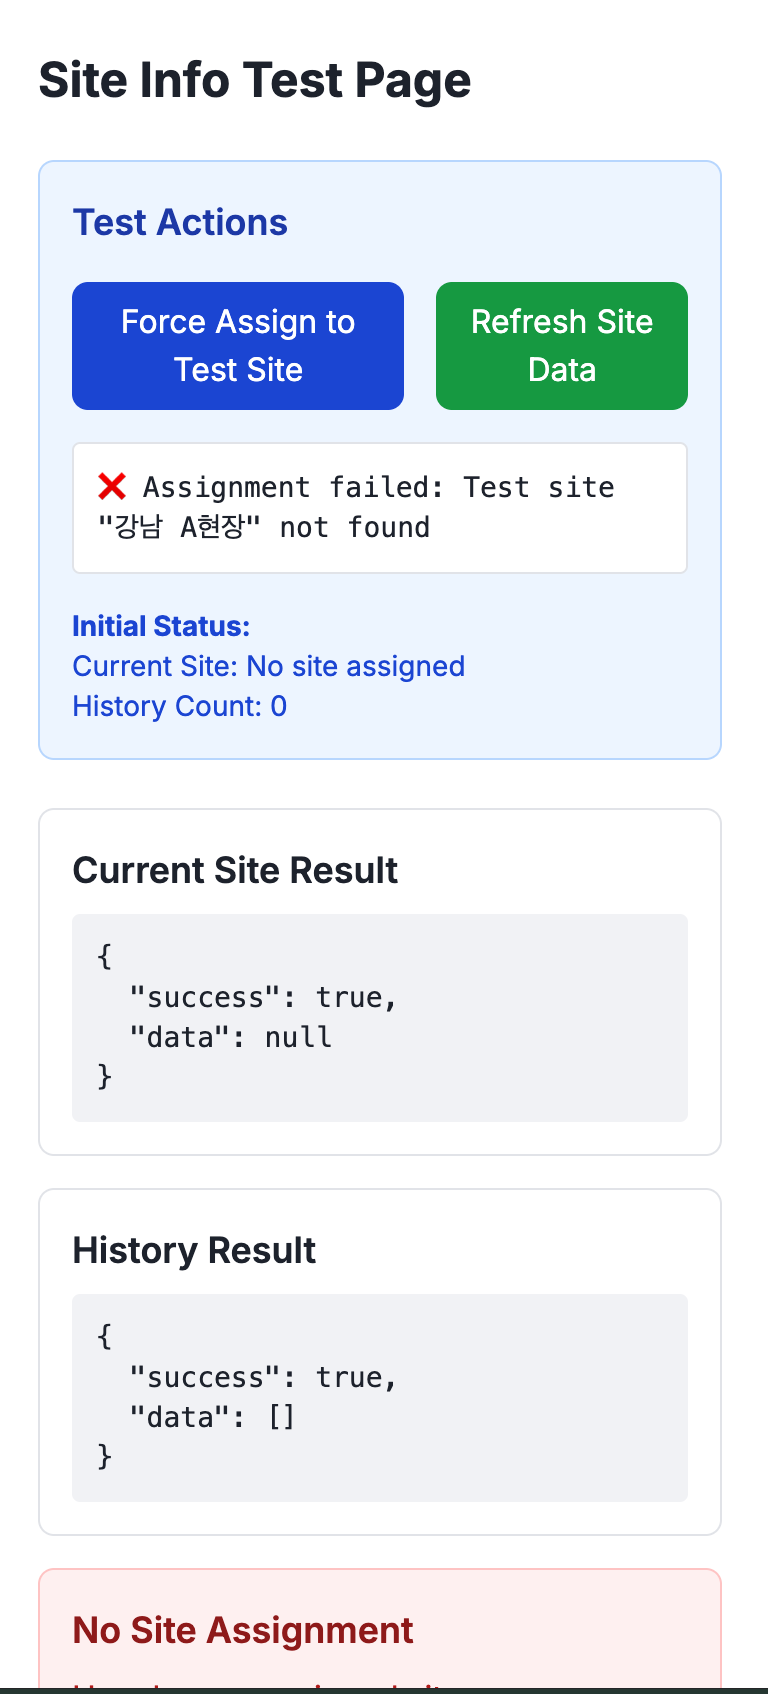 Site Info Test Page
Test Actions
Force Assign to
Test Site
Refresh Site
Data
❌ Assignment failed: Test site
"강남 A현장" not found
Initial Status:
Current Site: No site assigned
History Count: 0
Current Site Result
{
  "success": true,
  "data": null
}
History Result
{
  "success": true,
  "data": []
}
No Site Assignment